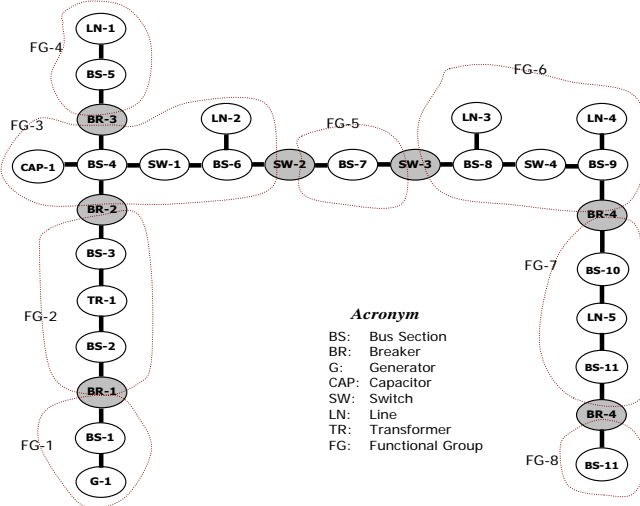 LN-1
FG-4
BS-5
FG-6
BR-3
LN-2
LN-3
LN-4
FG-3
FG-5
CAP-1
BS-4
SW-1
BS-6
SW-2
BS-7
SW-3
BS-8
SW-4
BS-9
BR-2
BR-4
BS-3
FG-7
BS-10
TR-1
FG-2
LN-5
BS-2
BS-11
BR-1
BR-4
BS-1
FG-1
FG-8
BS-11
G-1
Acronym
BS: Bus Section
BR: Breaker
G: Generator
CAP: Capacitor
SW: Switch
LN: Line
TR: Transformer
FG: Functional Group